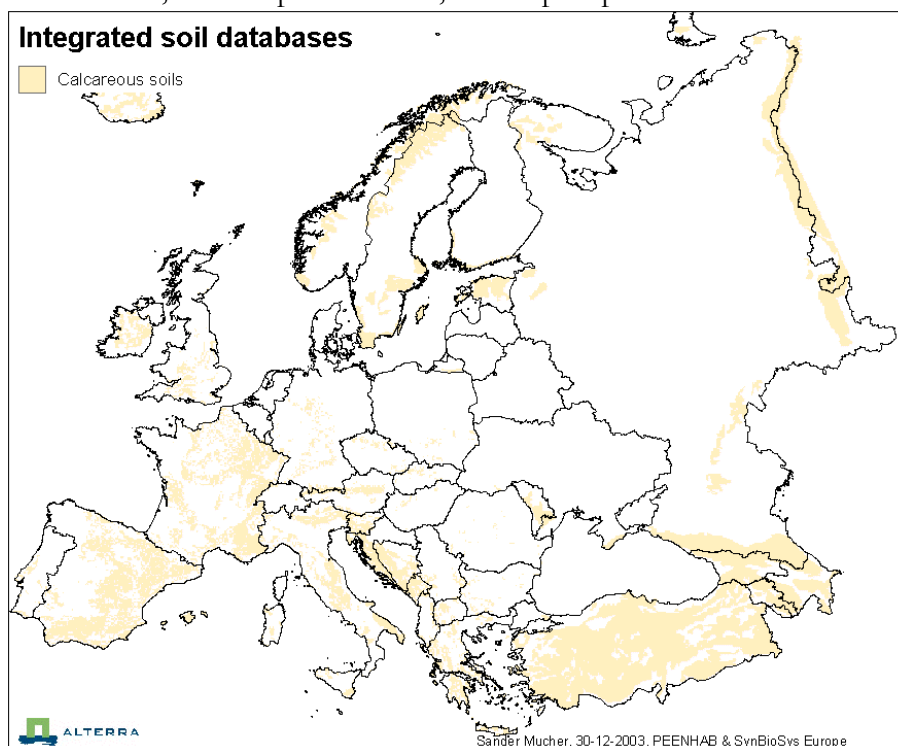 Integrated soil databases
Calcareous soils
ALTERRA
Sander Mucher, 30-12-2003, PEENHAB & SynBioSys Europe